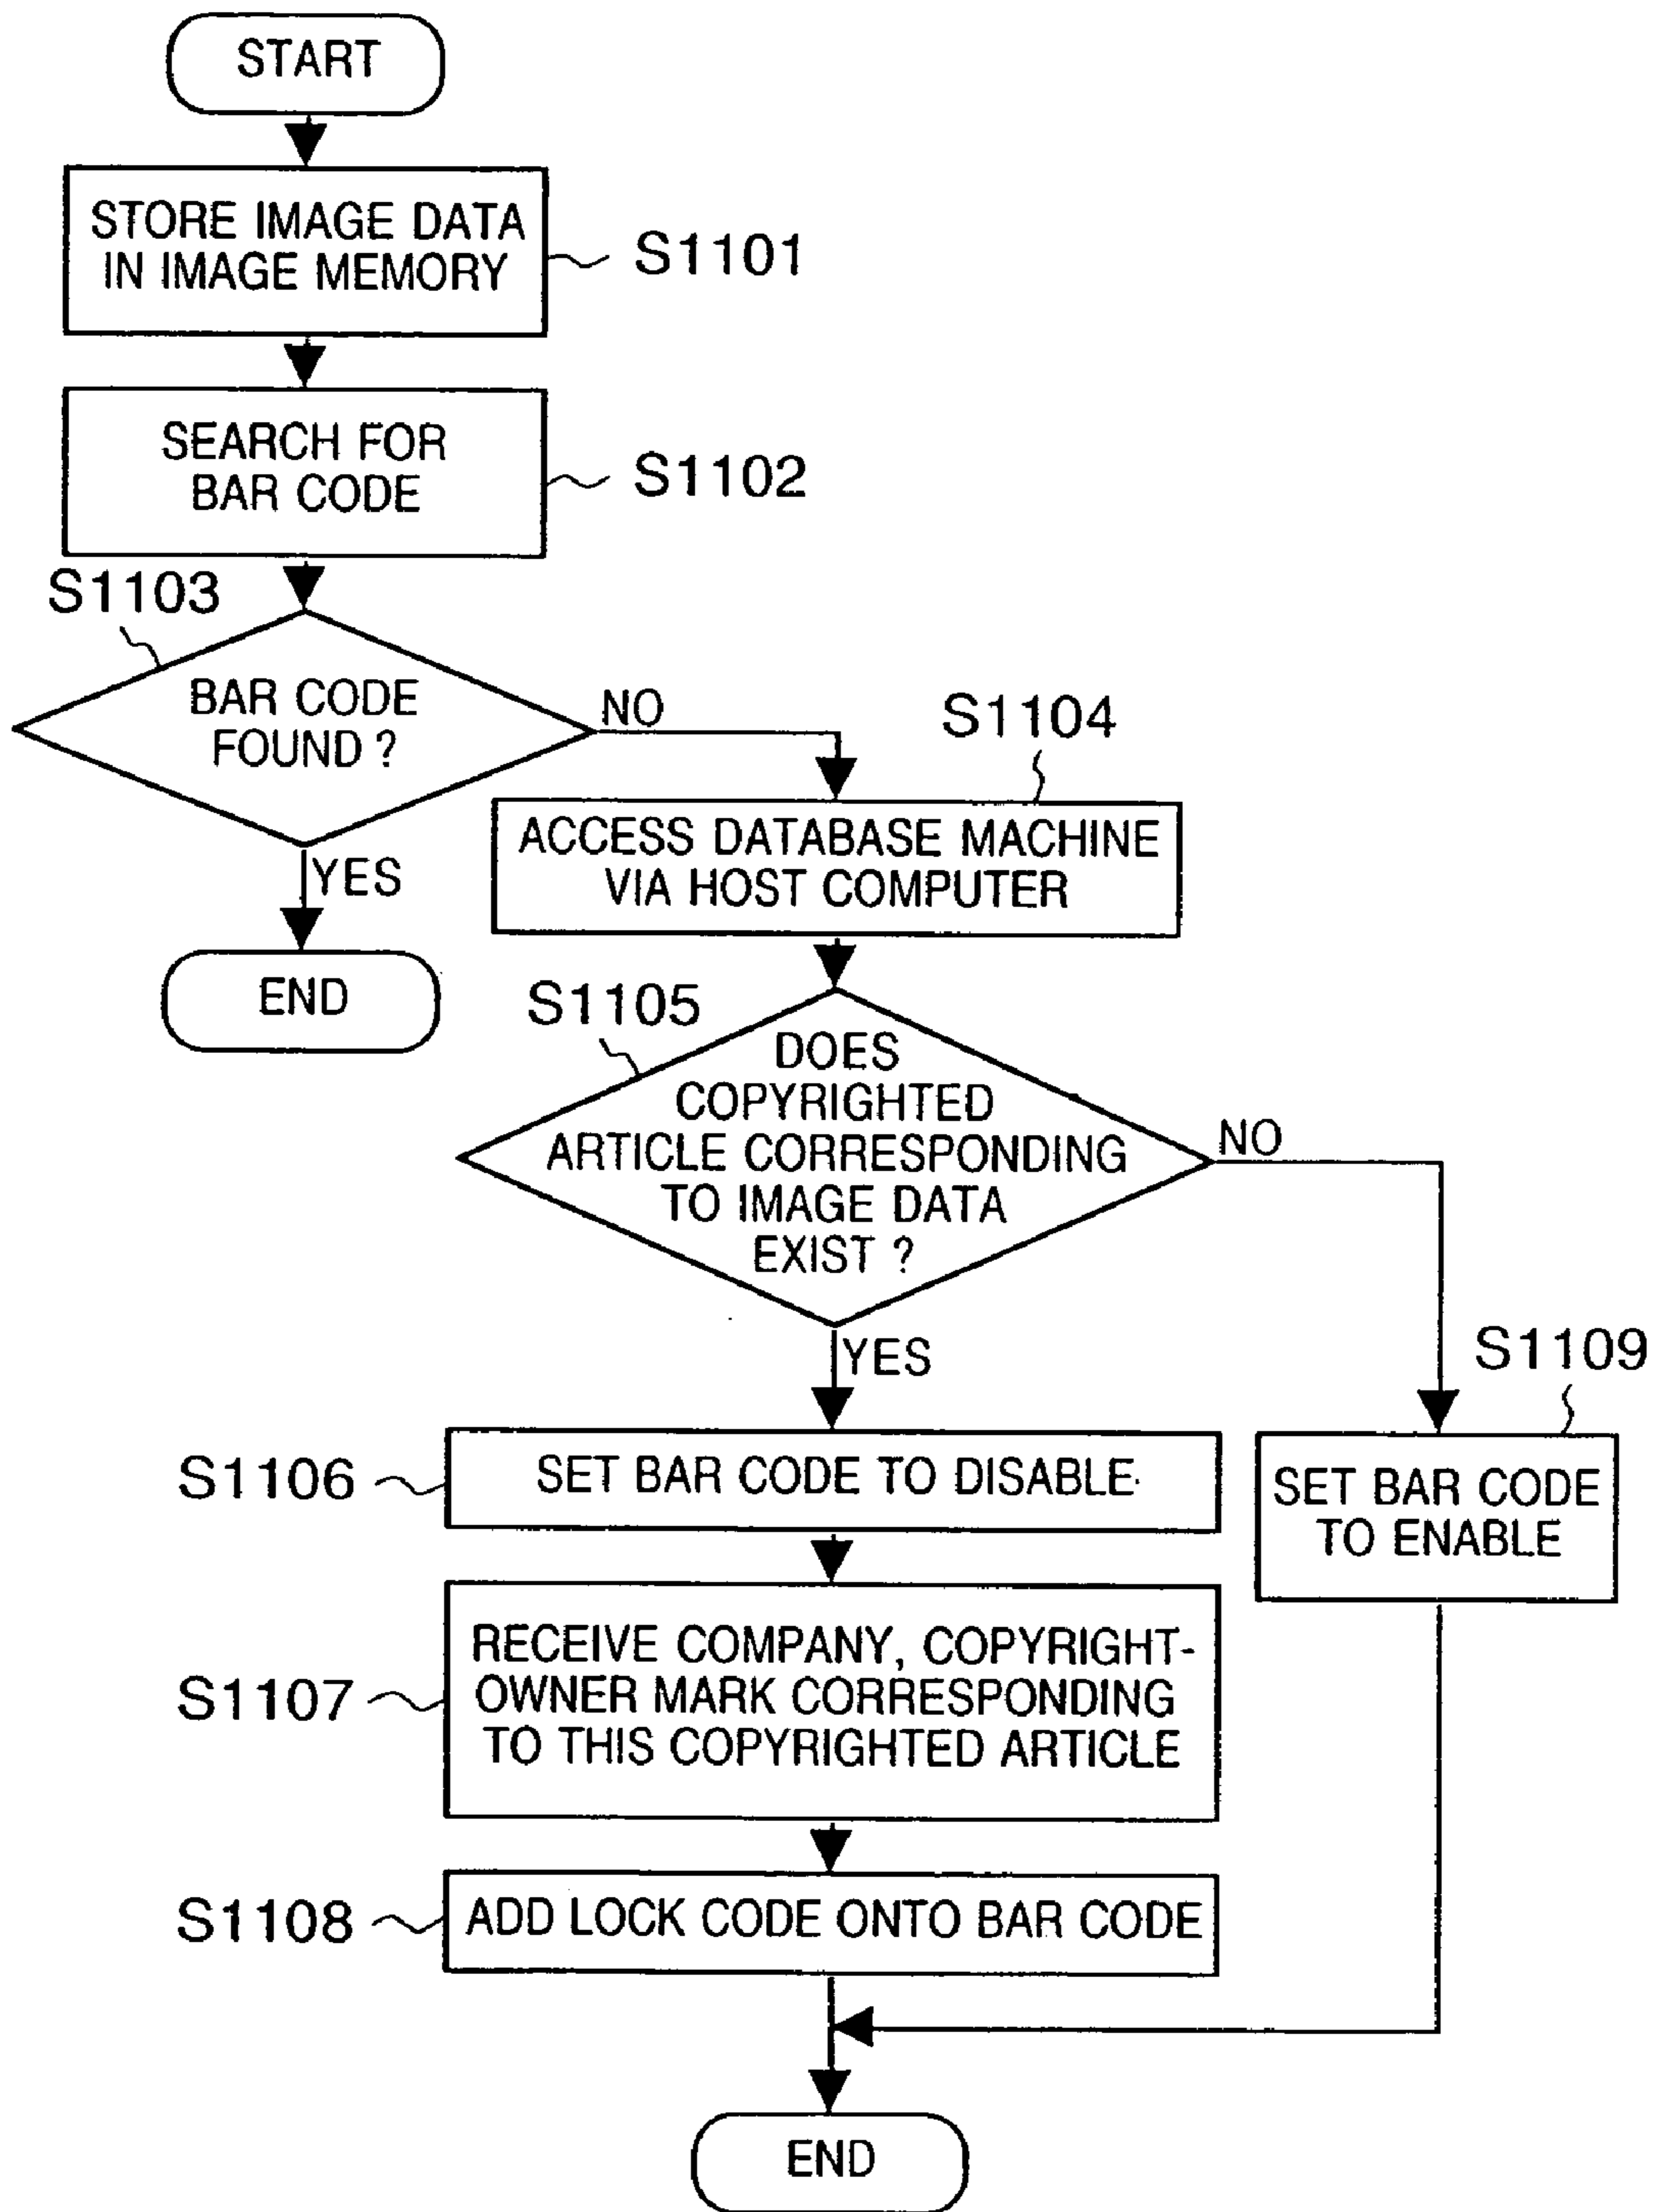 START
STORE IMAGE DATA
IN IMAGE MEMORY
S1101
SEARCH FOR
BAR CODE
S1102
S1103
BAR CODE
FOUND ?
NO
YES
END
S1104
ACCESS DATABASE MACHINE
VIA HOST COMPUTER
S1105
DOES
COPYRIGHTED
ARTICLE CORRESPONDING
TO IMAGE DATA
EXIST ?
NO
YES
S1109
SET BAR CODE
TO ENABLE
S1106
SET BAR CODE TO DISABLE
S1107
RECEIVE COMPANY, COPYRIGHT-
OWNER MARK CORRESPONDING
TO THIS COPYRIGHTED ARTICLE
S1108
ADD LOCK CODE ONTO BAR CODE
END